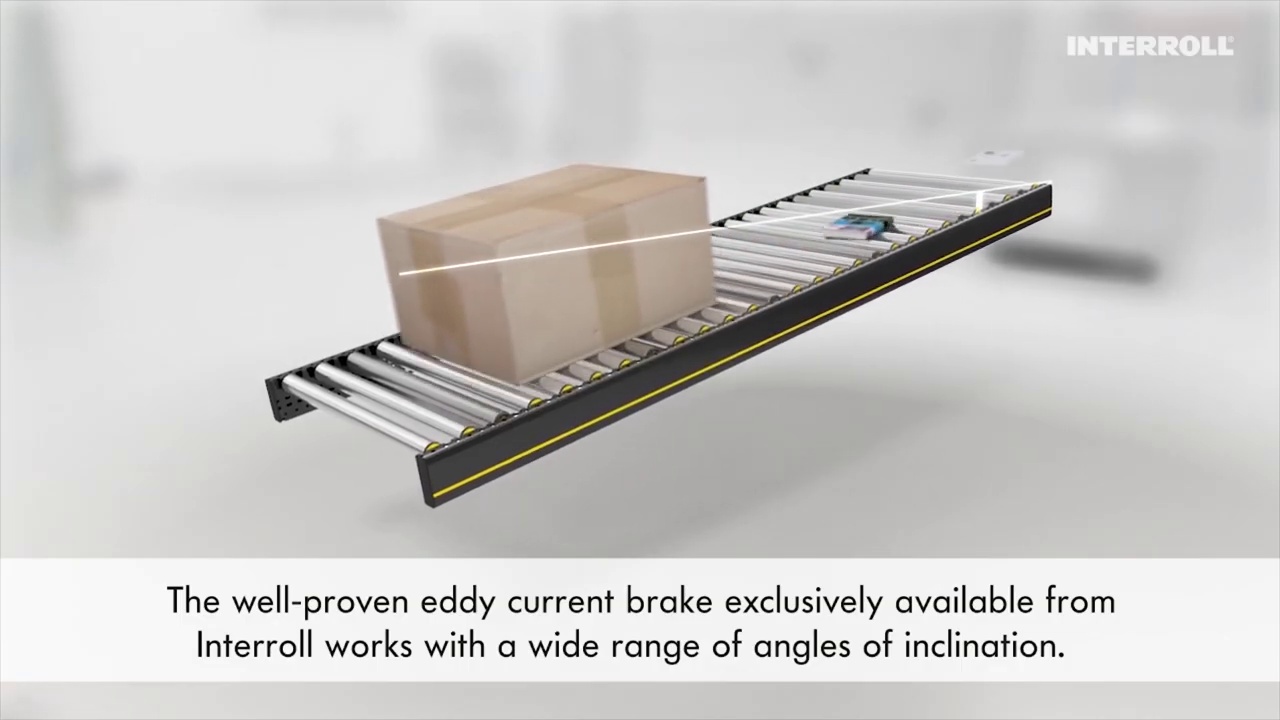 INTERROLL
The well-proven eddy current brake exclusively available from
Interroll works with a wide range of angles of inclination.